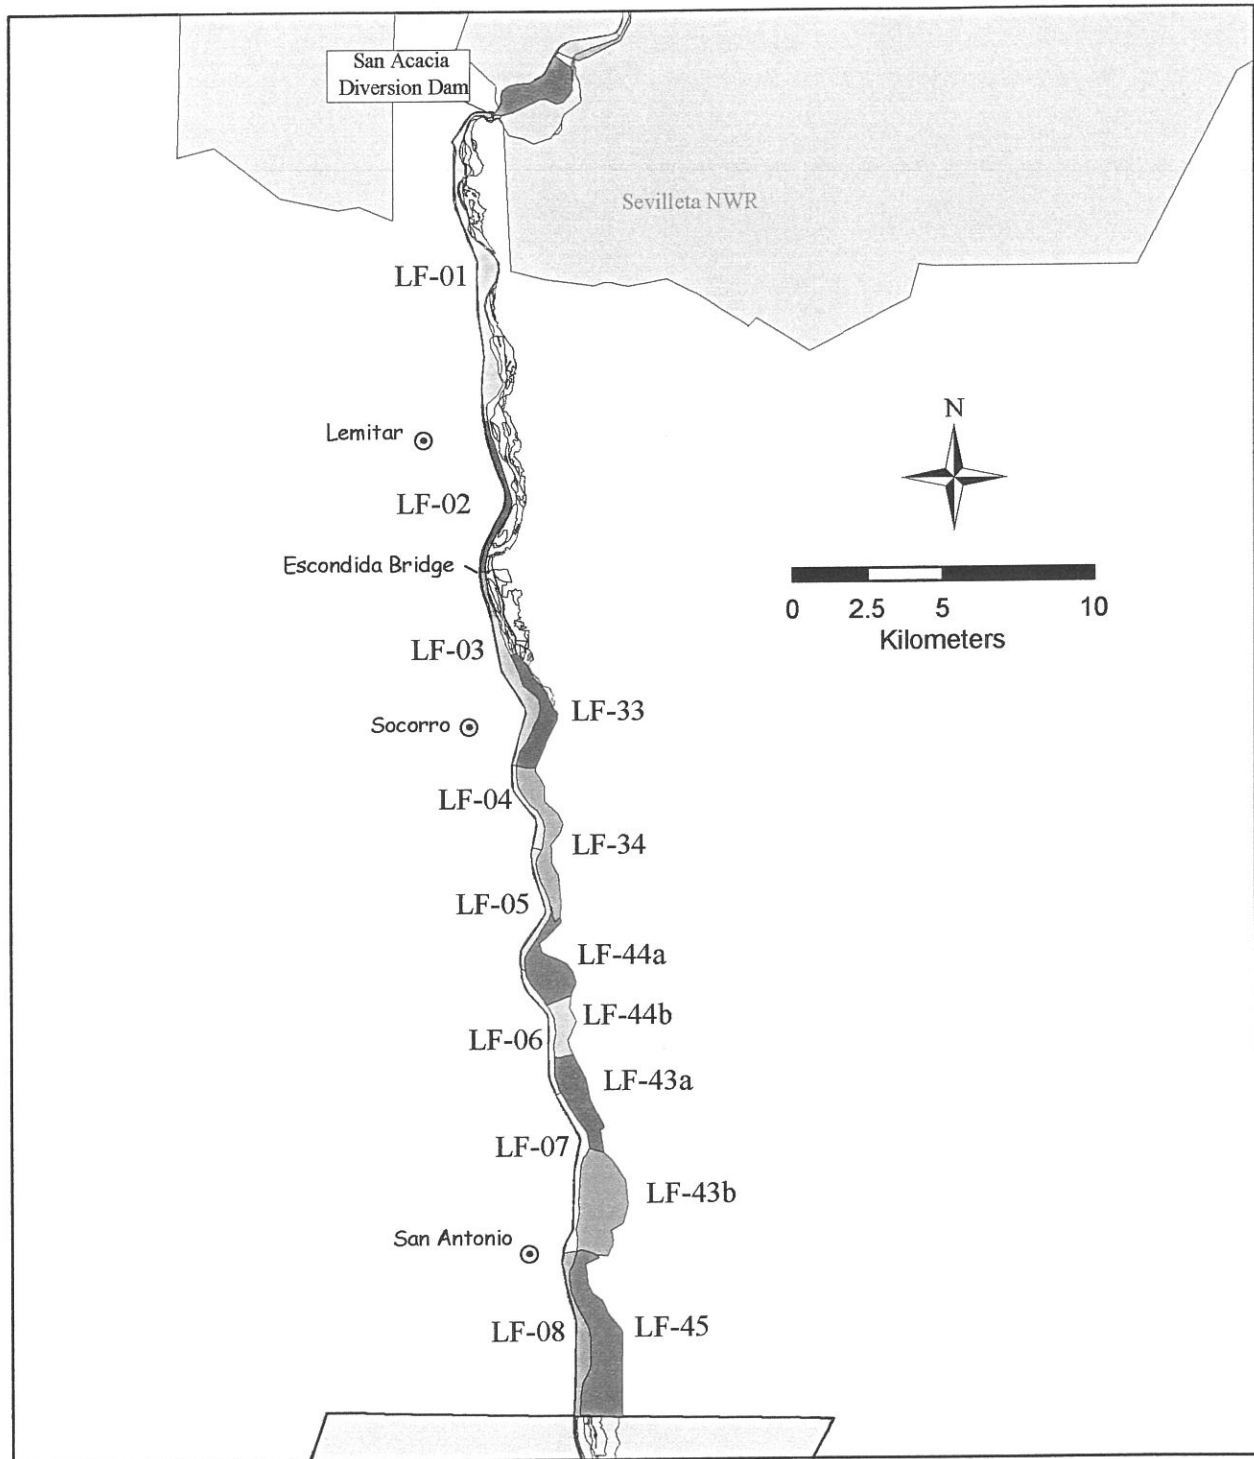 San Acacia
Diversion Dam
Sevilleta NWR
LF-01
N
Lemitar
LF-02
Escondida Bridge
0 2.5 5 10
Kilometers
LF-03
LF-33
Socorro
LF-04
LF-34
LF-05
LF-44a
LF-44b
LF-06
LF-43a
LF-07
LF-43b
San Antonio
LF-08
LF-45